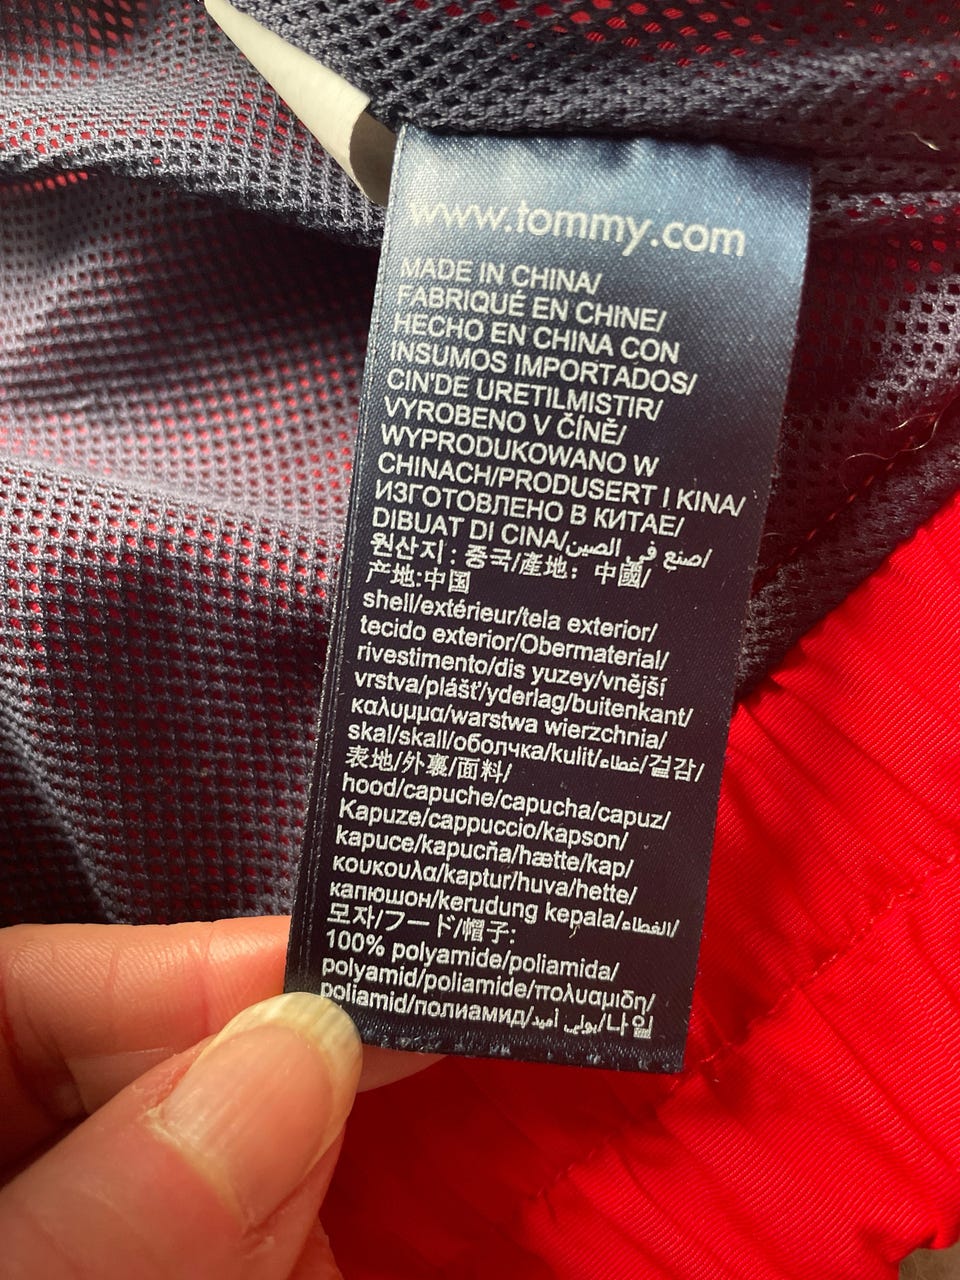 www.tommy.com
MADE IN CHINA/
FABRIQUÉ EN CHINE/
HECHO EN CHINA CON
INSUMOS IMPORTADOS/
CIN'DE URETILMISTIR/
VYROBENO V ČÍNĚ/
WYPRODUKOWANO W
CHINACH/PRODUSERT I KINA/
ИЗГОТОВЛЕНО В КИТАЕ/
DIBUAT DI CINA/صنع في الصين/
원산지: 중국/產地: 中國/
产地:中国
shell/extérieur/tela exterior/
tecido exterior/Obermaterial/
rivestimento/dis yuzey/vnější
vrstva/plášť/yderlag/buitenkant/
καλυμμα/warstwa wierzchnia/
skal/skall/оболчка/kulit/غطاء/겉감/
表地/外裏/面料/
hood/capuche/capucha/capuz/
Kapuze/cappuccio/kapson/
kapuce/kapucňa/hætte/kap/
κουκουλα/kaptur/huva/hette/
капюшон/kerudung kepala/الغطاء/
모자/フード/帽子:
100% polyamide/poliamida/
polyamid/poliamide/πολυαμιδη/
poliamid/полиамид/بولي أميد/나일